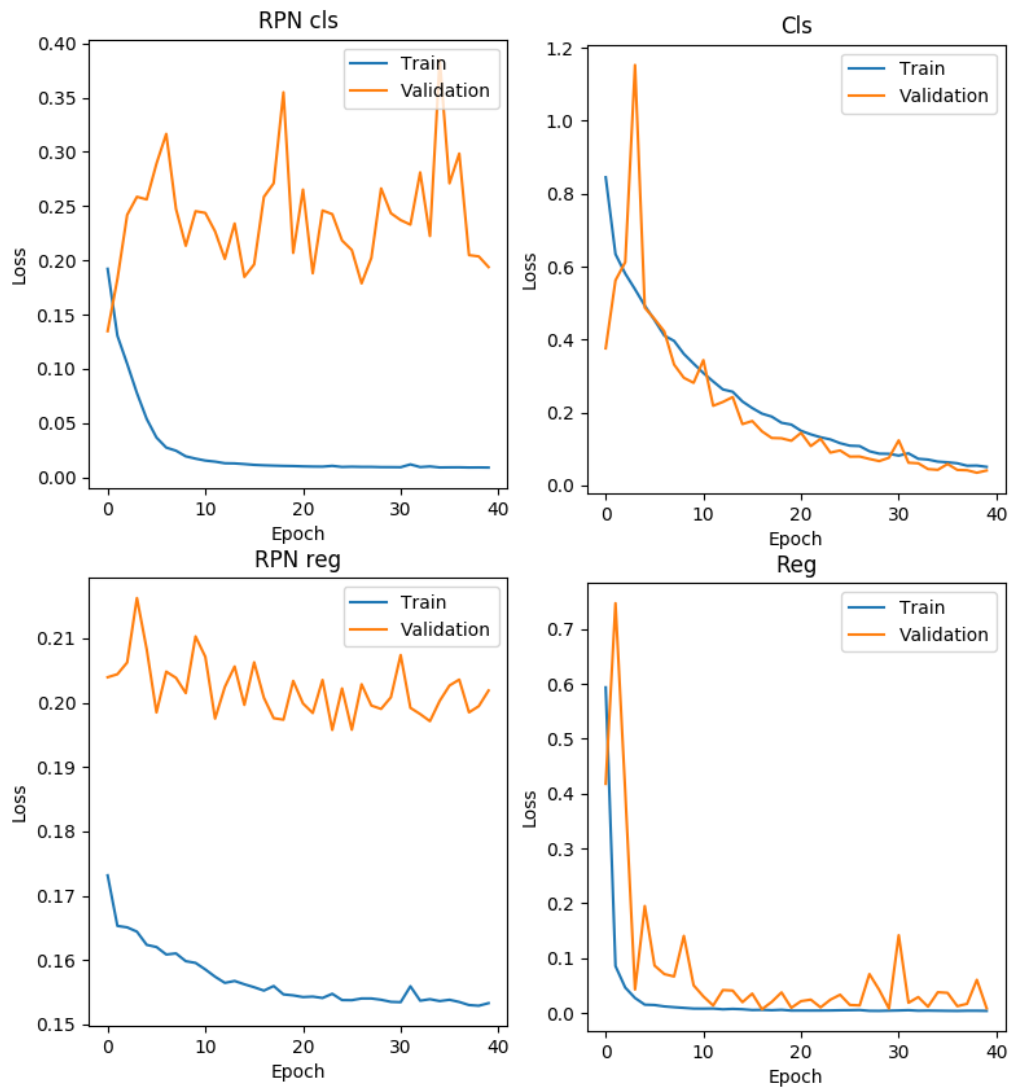 RPN cls
0.40
0.35
0.30
0.25
0.20
0.15
0.10
0.05
0.00
Loss
Train
Validation
0 10 20 30 40
Epoch
Cls
1.2
1.0
0.8
0.6
0.4
0.2
0.0
Loss
Train
Validation
0 10 20 30 40
Epoch
RPN reg
0.21
0.20
0.19
0.18
0.17
0.16
0.15
Loss
Train
Validation
0 10 20 30 40
Epoch
Reg
0.7
0.6
0.5
0.4
0.3
0.2
0.1
0.0
Loss
Train
Validation
0 10 20 30 40
Epoch